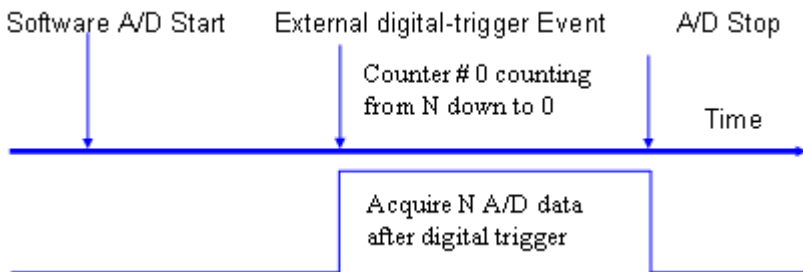 Software A/D Start External digital-trigger Event A/D Stop
Counter # 0 counting
from N down to 0
Time
Acquire N A/D data
after digital trigger